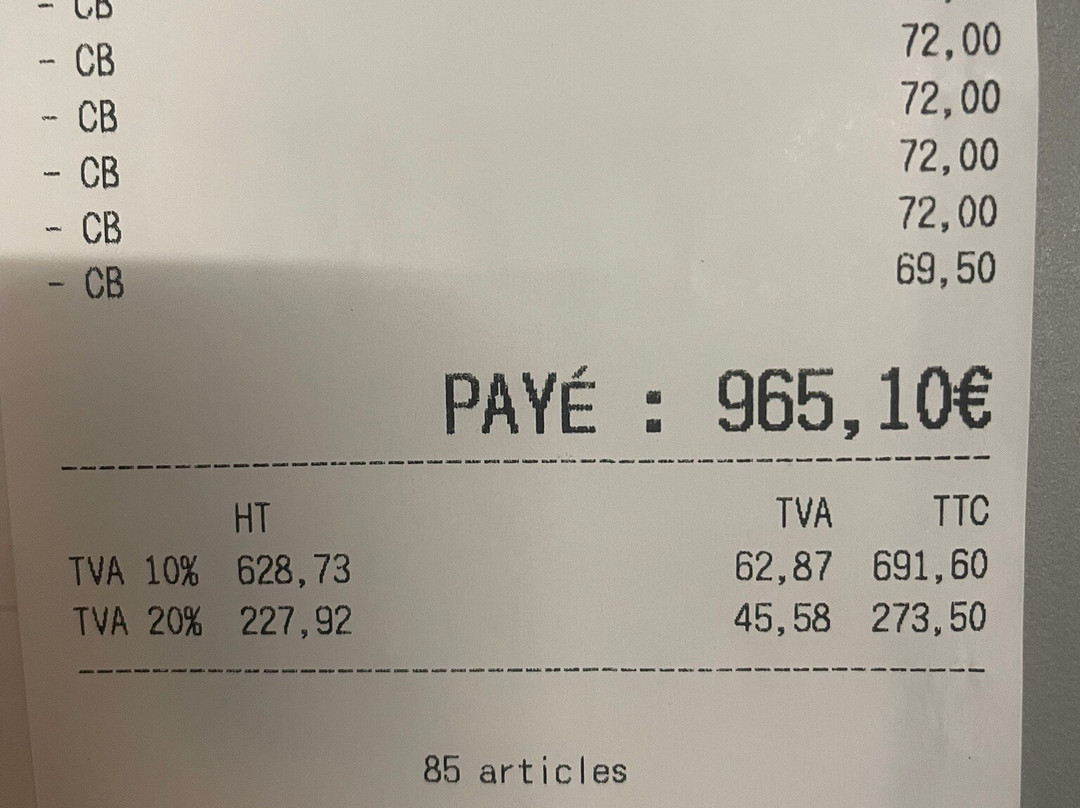 - CB
- CB 72,00
- CB 72,00
- CB 72,00
- CB 72,00
- CB 69,50
PAYÉ : 965,10€
HT TVA TTC
TVA 10% 628,73 62,87 691,60
TVA 20% 227,92 45,58 273,50
85 articles